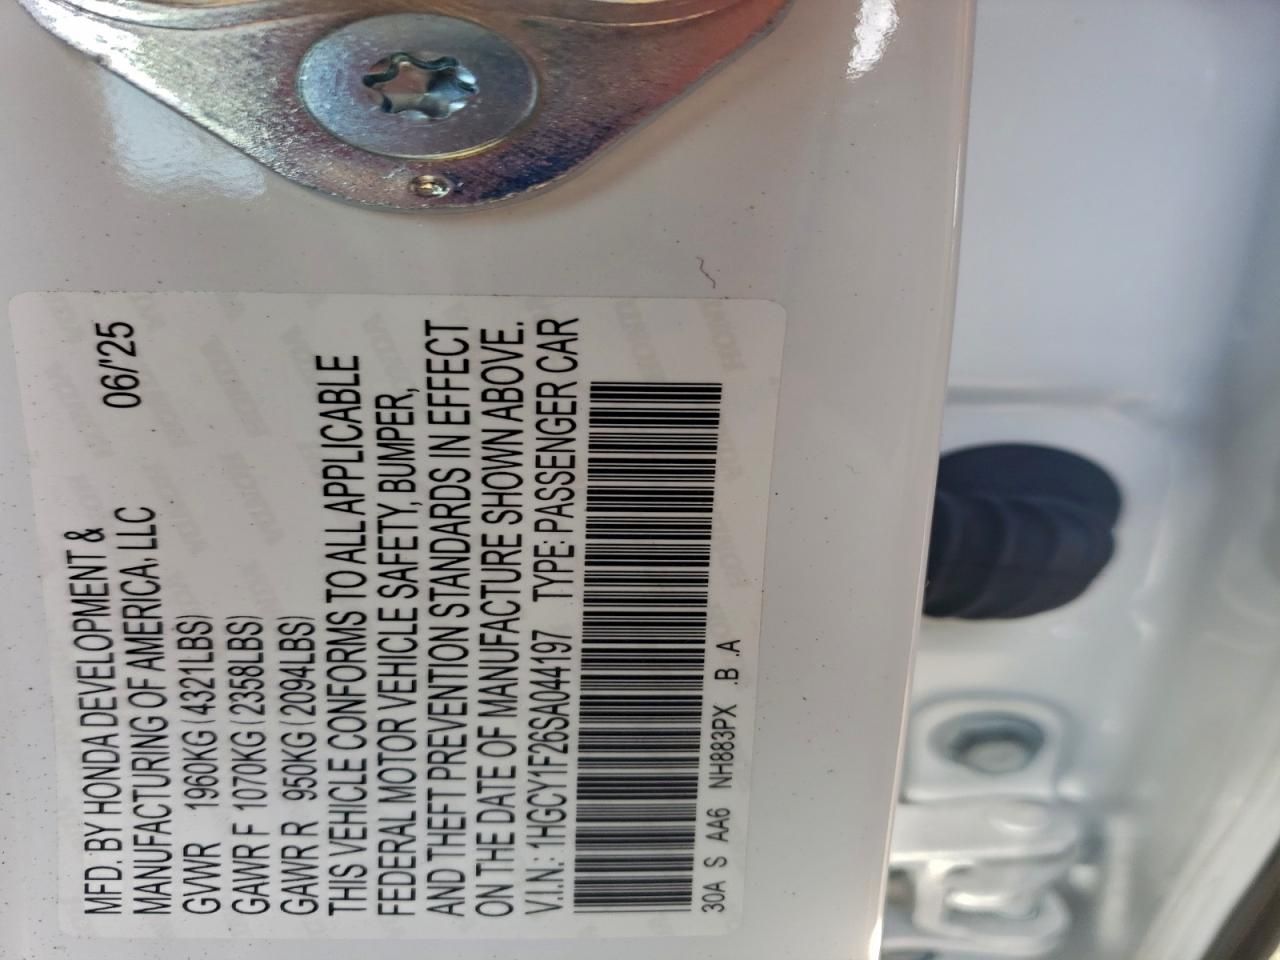 MFD. BY HONDA DEVELOPMENT &
MANUFACTURING OF AMERICA, LLC 06/'25
GVWR 1960KG (4321LBS)
GAWR F 1070KG (2358LBS)
GAWR R 950KG (2094LBS)
THIS VEHICLE CONFORMS TO ALL APPLICABLE
FEDERAL MOTOR VEHICLE SAFETY, BUMPER,
AND THEFT PREVENTION STANDARDS IN EFFECT
ON THE DATE OF MANUFACTURE SHOWN ABOVE.
V.I.N.: 1HGCY1F26SA044197 TYPE: PASSENGER CAR
30A S AA6 NH883PX .B .A